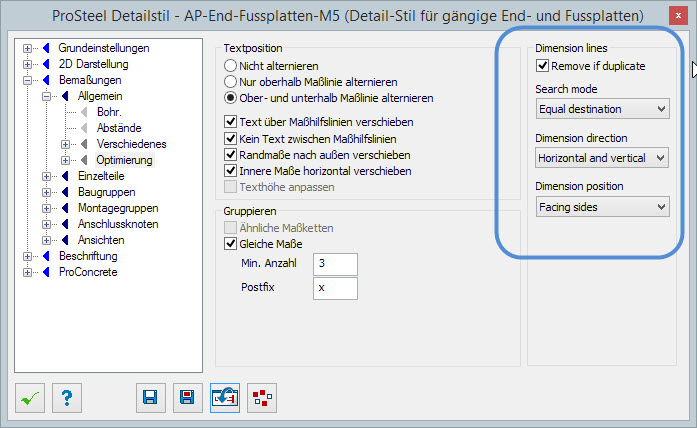 ProSteel Detailstil - AP-End-Fussplatten-M5 (Detail-Stil für gängige End- und Fussplatten)
x
Grundeinstellungen
2D Darstellung
Bemaßungen
Allgemein
Bohr.
Abstände
Verschiedenes
Optimierung
Einzelteile
Baugruppen
Montagegruppen
Anschlussknoten
Ansichten
Beschriftung
ProConcrete
Textposition
Nicht alternieren
Nur oberhalb Maßlinie alternieren
Ober- und unterhalb Maßlinie alternieren
Text über Maßhilfslinien verschieben
Kein Text zwischen Maßhilfslinien
Randmaße nach außen verschieben
Innere Maße horizontal verschieben
Texthöhe anpassen
Gruppieren
Ähnliche Maßketten
Gleiche Maße
Min. Anzahl 3
Postfix x
Dimension lines
Remove if duplicate
Search mode
Equal destination
Dimension direction
Horizontal and vertical
Dimension position
Facing sides
?